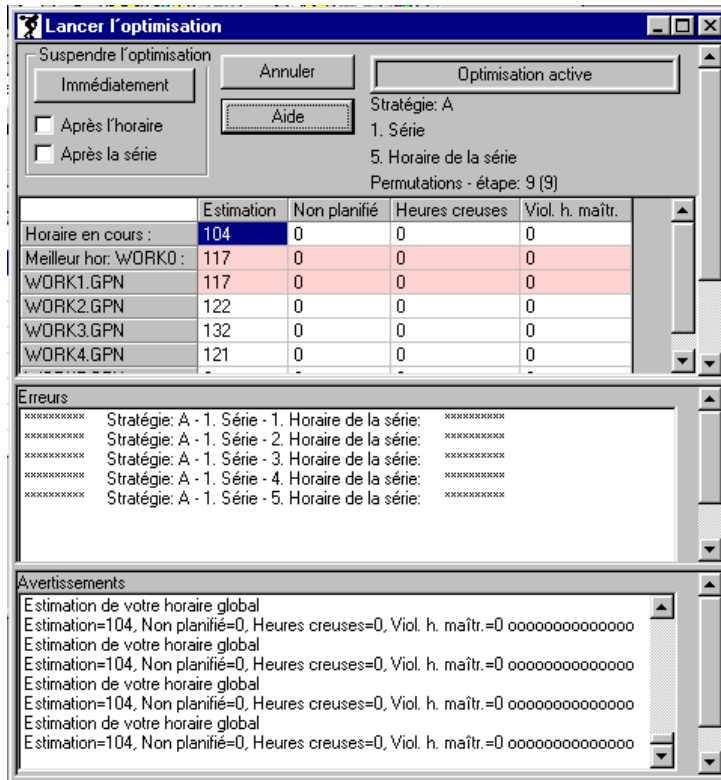 Lancer l´optimisation
Suspendre l´optimisation
Immédiatement
Annuler
Optimisation active
Aide
Stratégie: A
Après l´horaire
1. Série
Après la série
5. Horaire de la série
Permutations - étape: 9 (9)
Estimation Non planifié Heures creuses Viol. h. maîtr.
Horaire en cours : 104 0 0 0
Meilleur hor: WORK0 : 117 0 0 0
WORK1.GPN 117 0 0 0
WORK2.GPN 122 0 0 0
WORK3.GPN 132 0 0 0
WORK4.GPN 121 0 0 0
Erreurs
********** Stratégie: A - 1. Série - 1. Horaire de la série: **********
********** Stratégie: A - 1. Série - 2. Horaire de la série: **********
********** Stratégie: A - 1. Série - 3. Horaire de la série: **********
********** Stratégie: A - 1. Série - 4. Horaire de la série: **********
********** Stratégie: A - 1. Série - 5. Horaire de la série: **********
Avertissements
Estimation de votre horaire global
Estimation=104, Non planifié=0, Heures creuses=0, Viol. h. maîtr.=0 oooooooooooooo
Estimation de votre horaire global
Estimation=104, Non planifié=0, Heures creuses=0, Viol. h. maîtr.=0 oooooooooooooo
Estimation de votre horaire global
Estimation=104, Non planifié=0, Heures creuses=0, Viol. h. maîtr.=0 oooooooooooooo
Estimation de votre horaire global
Estimation=104, Non planifié=0, Heures creuses=0, Viol. h. maîtr.=0 oooooooooooooo